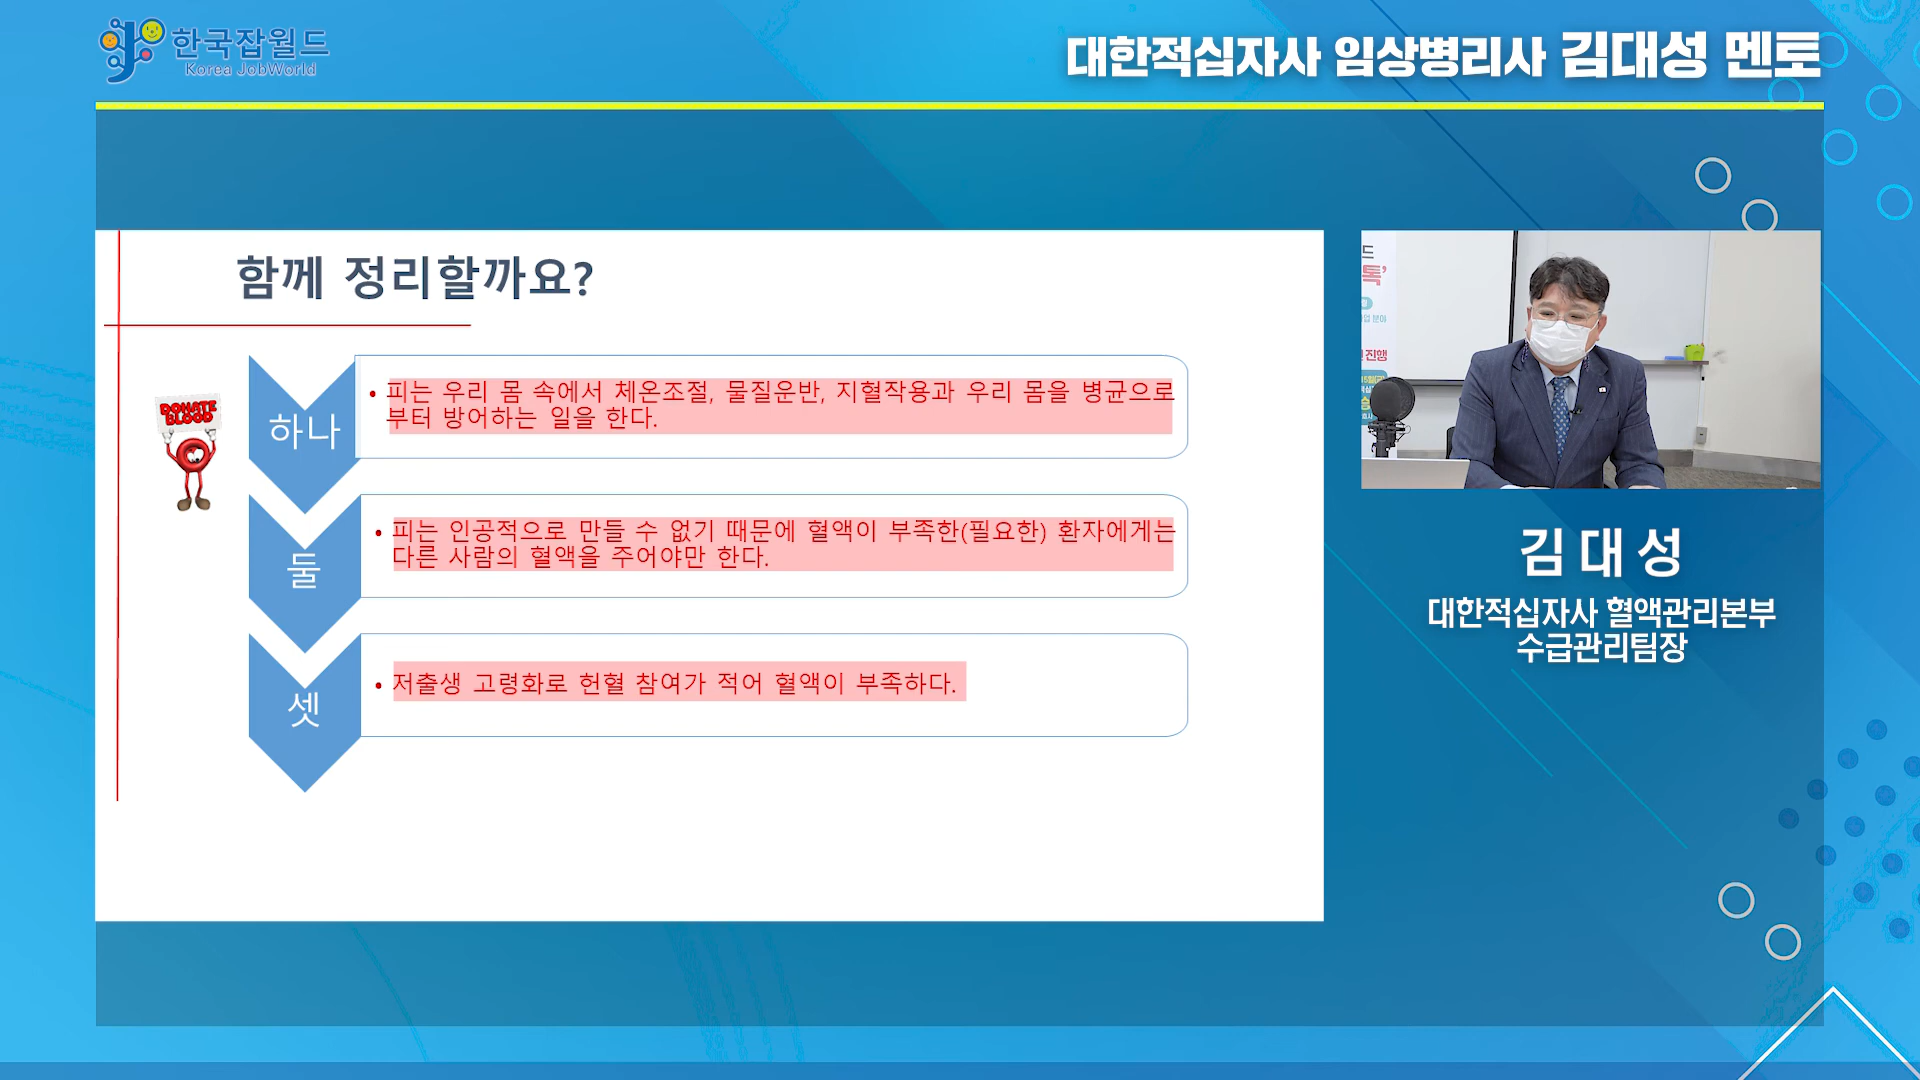 한국잡월드
Korea JobWorld
대한적십자사 임상병리사 김대성 멘토
함께 정리할까요?
DONATE
BLOOD
하나
• 피는 우리 몸 속에서 체온조절, 물질운반, 지혈작용과 우리 몸을 병균으로
부터 방어하는 일을 한다.
둘
• 피는 인공적으로 만들 수 없기 때문에 혈액이 부족한(필요한) 환자에게는
다른 사람의 혈액을 주어야만 한다.
셋
• 저출생 고령화로 헌혈 참여가 적어 혈액이 부족하다.
드
톡'
업 분야
진행
김대성
대한적십자사 혈액관리본부
수급관리팀장